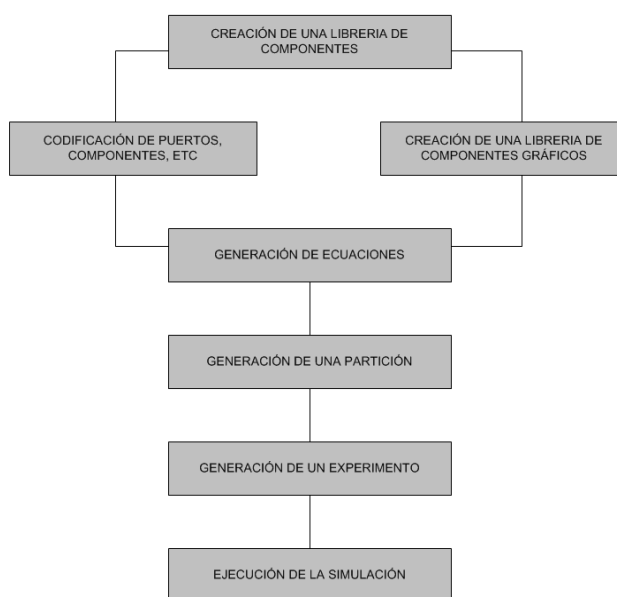 CREACIÓN DE UNA LIBRERIA DE
COMPONENTES
CODIFICACIÓN DE PUERTOS,
COMPONENTES, ETC
CREACIÓN DE UNA LIBRERIA DE
COMPONENTES GRÁFICOS
GENERACIÓN DE ECUACIONES
GENERACIÓN DE UNA PARTICIÓN
GENERACIÓN DE UN EXPERIMENTO
EJECUCIÓN DE LA SIMULACIÓN